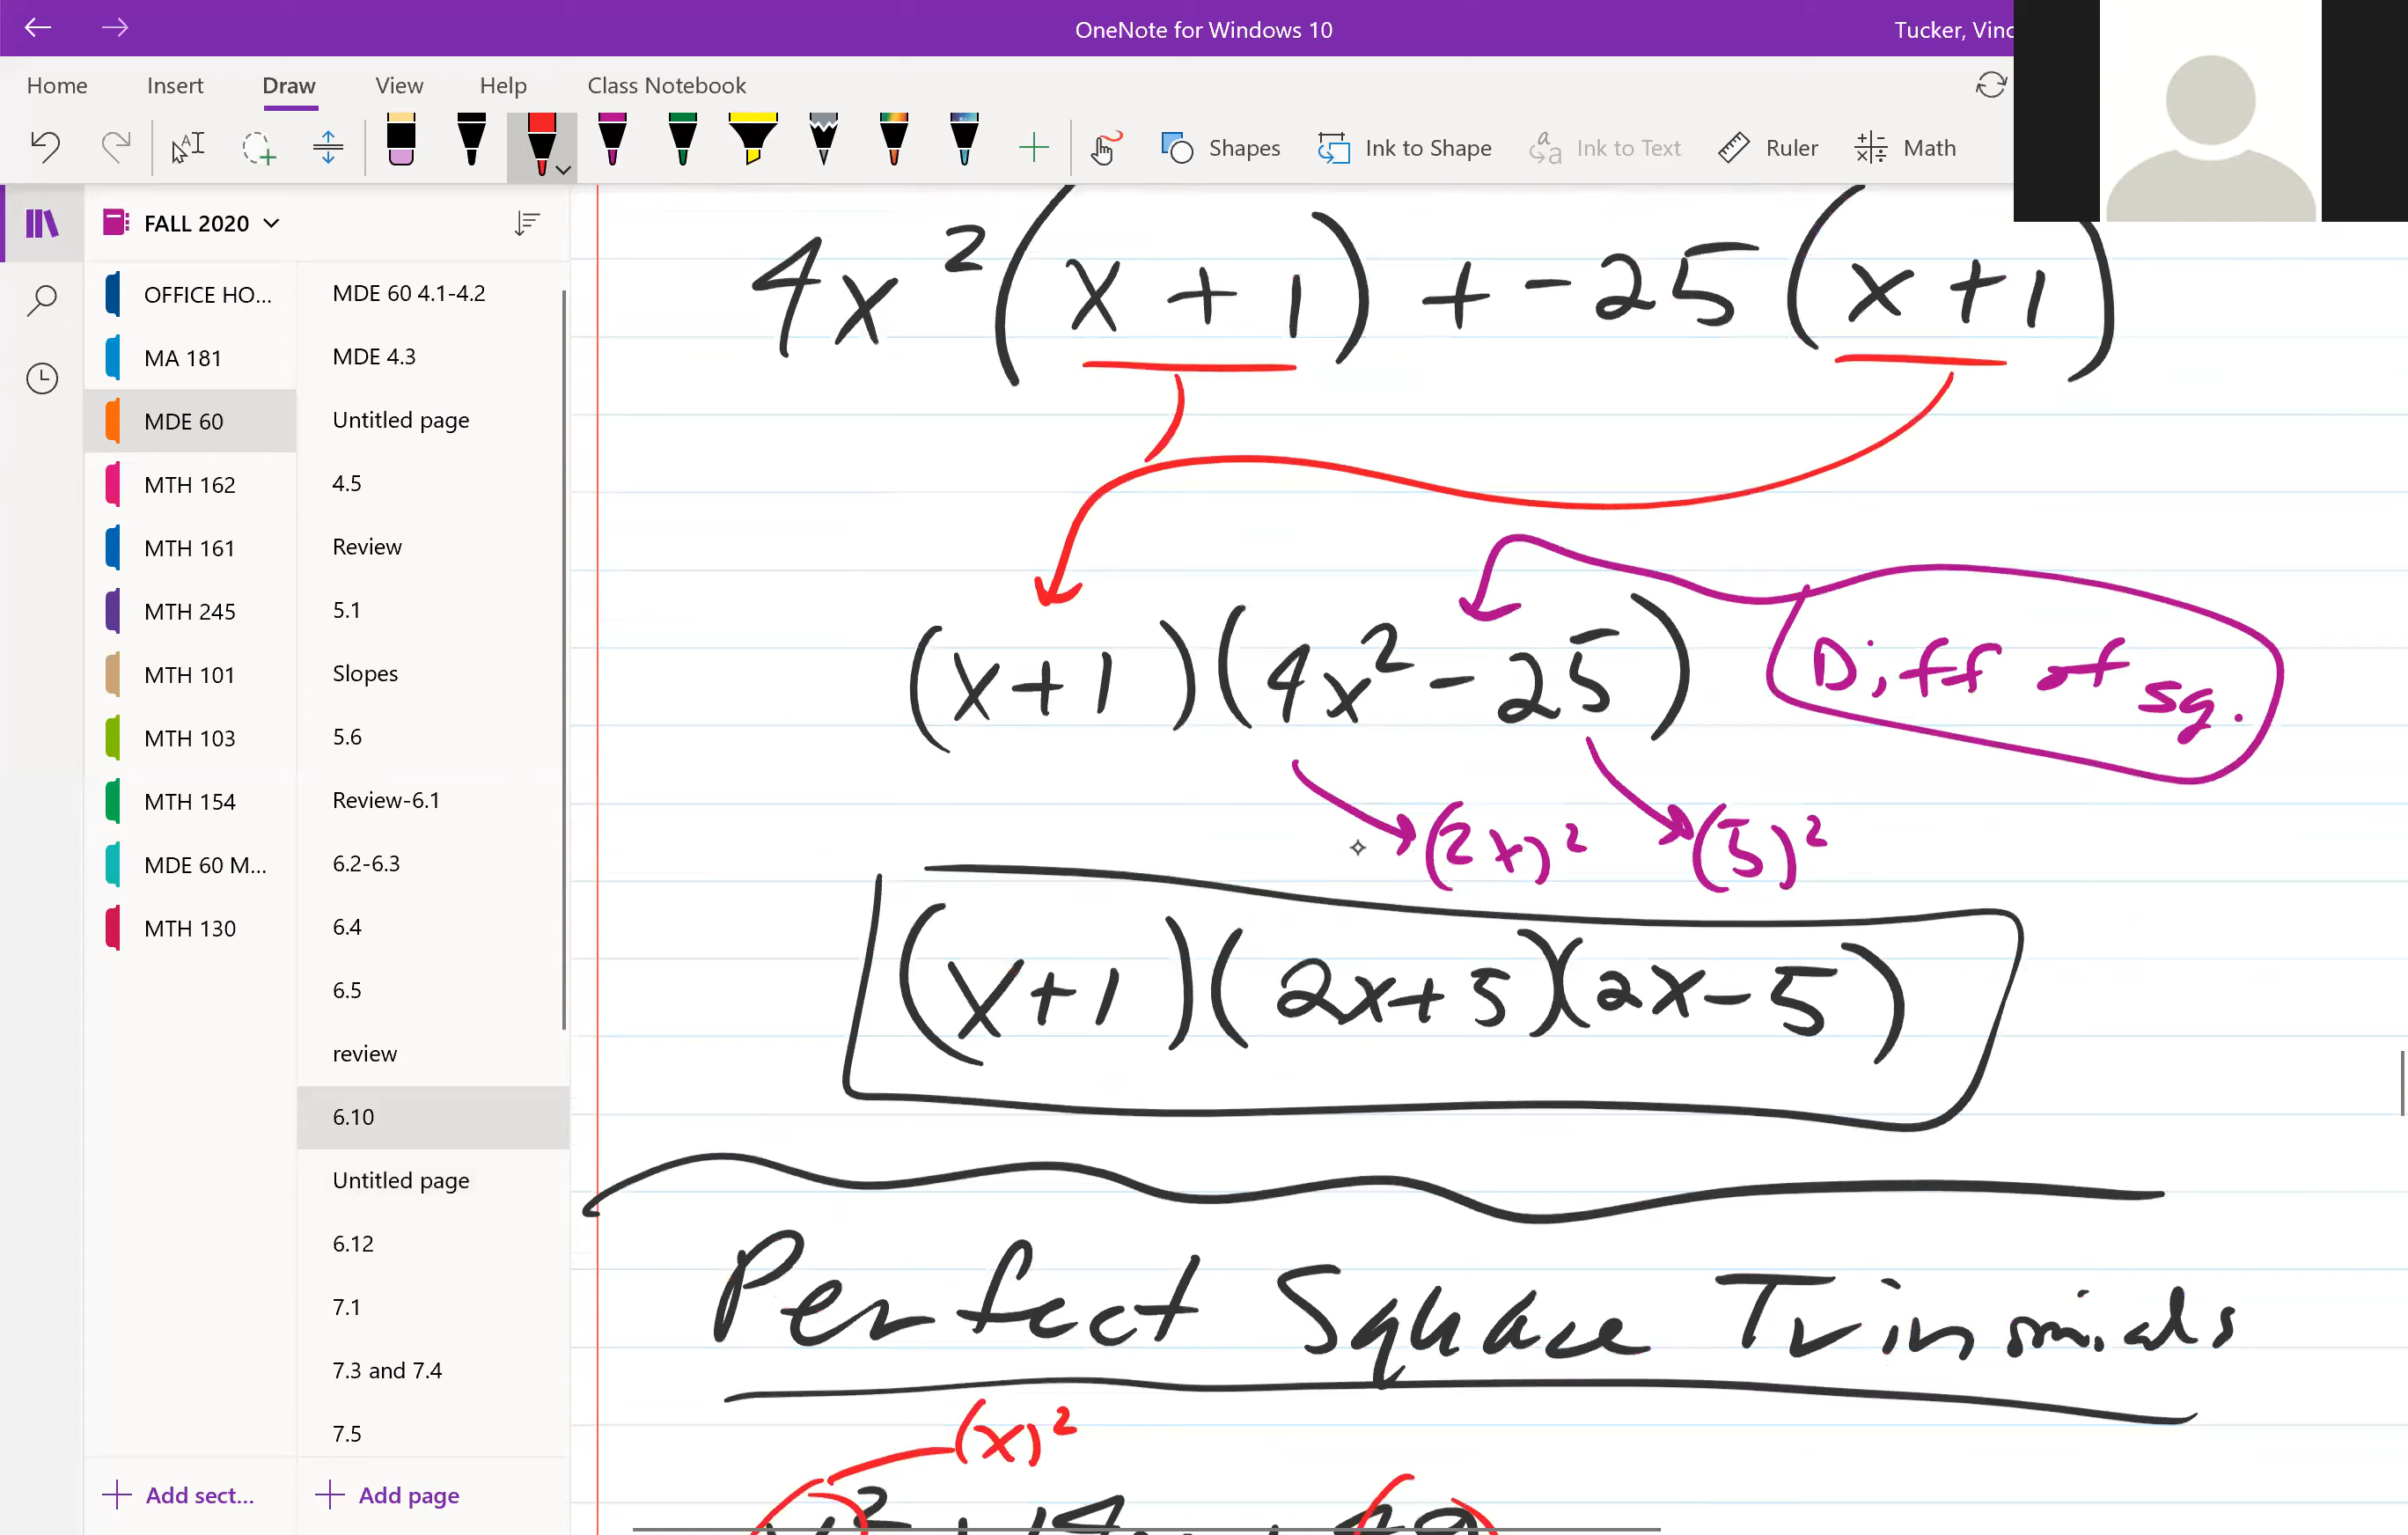 OneNote for Windows 10
Tucker, Vinc
Home Insert Draw View Help Class Notebook
Shapes Ink to Shape Ink to Text Ruler Math
FALL 2020
OFFICE HO...
MA 181
MDE 60
MTH 162
MTH 161
MTH 245
MTH 101
MTH 103
MTH 154
MDE 60 M...
MTH 130
Add sect...
MDE 60 4.1-4.2
MDE 4.3
Untitled page
4.5
Review
5.1
Slopes
5.6
Review-6.1
6.2-6.3
6.4
6.5
review
6.10
Untitled page
6.12
7.1
7.3 and 7.4
7.5
Add page
4x²(x + 1) + -25(x + 1)
(x + 1)(4x² - 25) Diff of sq.
(2x)² (5)²
(x + 1)(2x + 5)(2x - 5)
Perfect Square Trinomials
(x)²